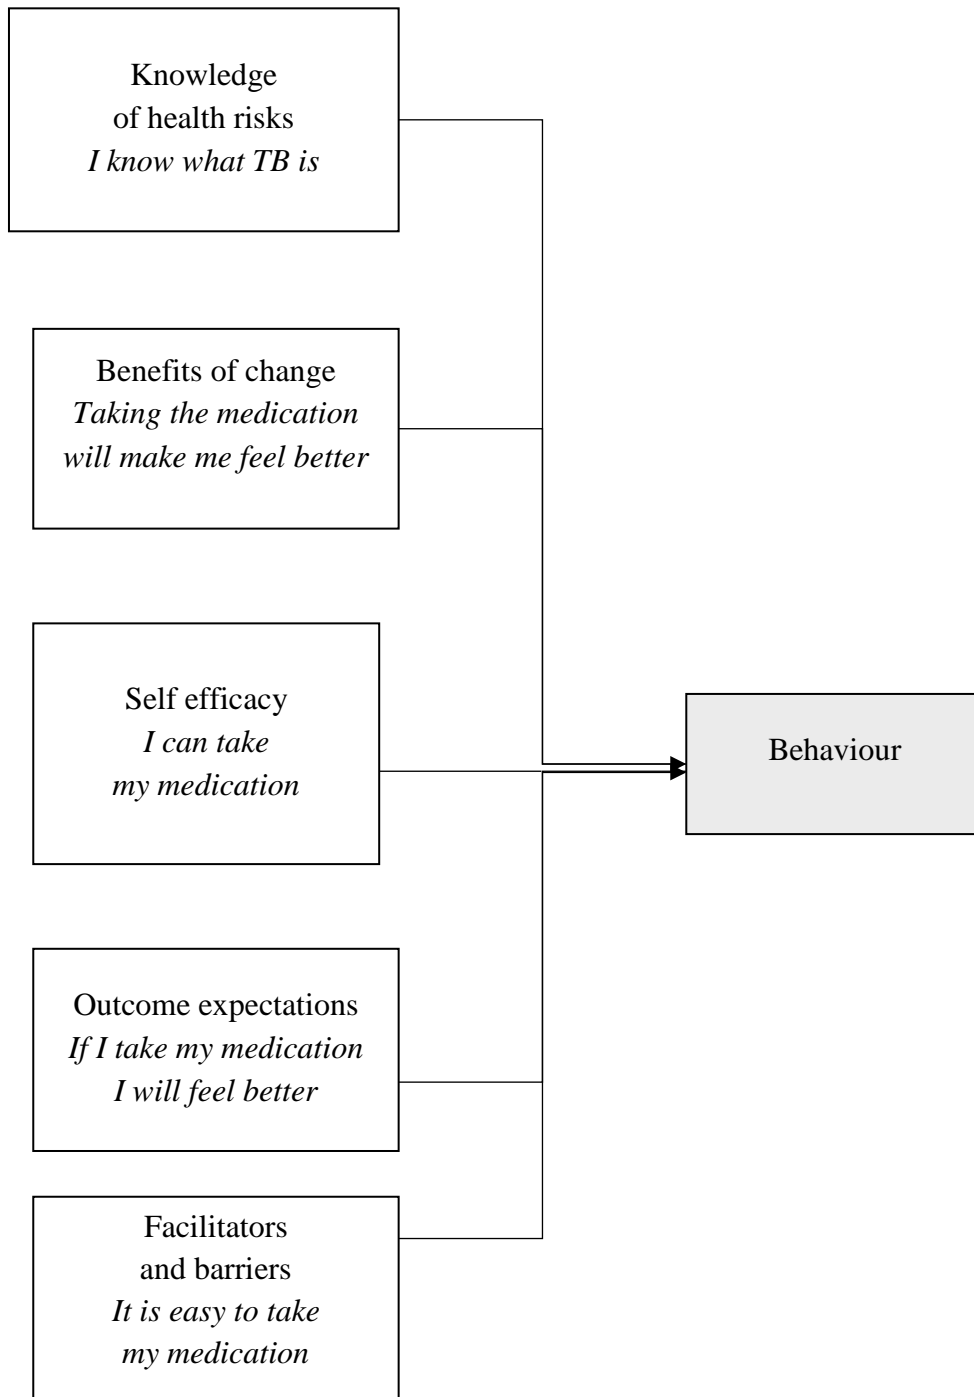 Knowledge
of health risks
I know what TB is
Benefits of change
Taking the medication
will make me feel better
Self efficacy
I can take
my medication
Behaviour
Outcome expectations
If I take my medication
I will feel better
Facilitators
and barriers
It is easy to take
my medication